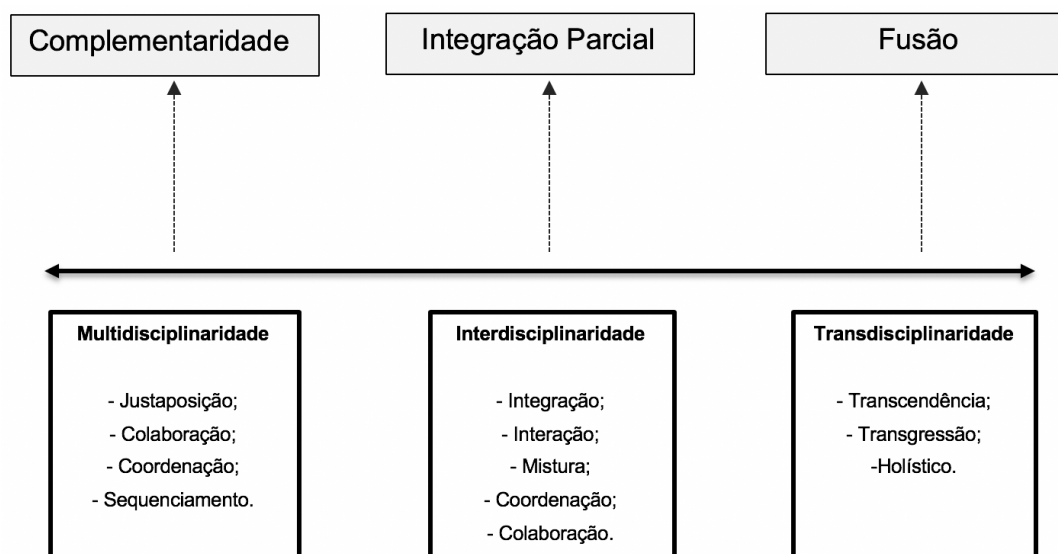 Complementaridade
Integração Parcial
Fusão
Multidisciplinaridade
- Justaposição;
- Colaboração;
- Coordenação;
- Sequenciamento.
Interdisciplinaridade
- Integração;
- Interação;
- Mistura;
- Coordenação;
- Colaboração.
Transdisciplinaridade
- Transcendência;
- Transgressão;
-Holístico.